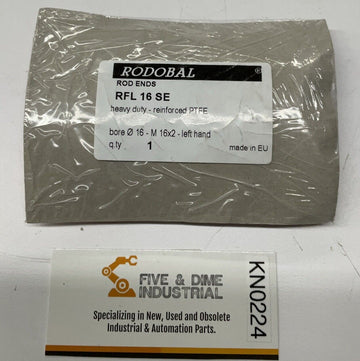 RODOBAL ®
ROD ENDS
RFL 16 SE
heavy duty - reinforced PTFE
bore Ø 16 - M 16x2 - left hand
q.ty 1 made in EU
FIVE & DIME
INDUSTRIAL
Specializing in New, Used and Obsolete
Industrial & Automation Parts.
KN0224